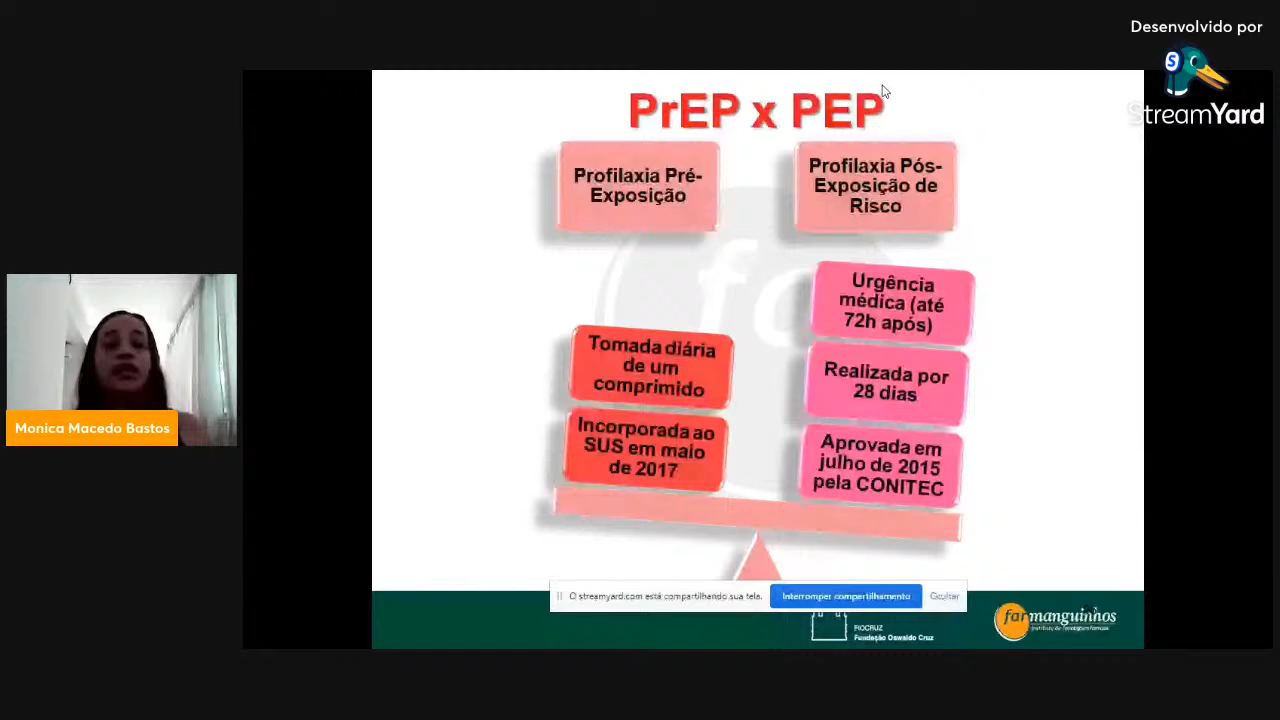 Desenvolvido por
StreamYard
PrEP x PEP
Profilaxia Pré-
Exposição
Profilaxia Pós-
Exposição de
Risco
Urgência
médica (até
72h após)
Tomada diária
de um
comprimido
Realizada por
28 dias
Incorporada ao
SUS em maio
de 2017
Aprovada em
julho de 2015
pela CONITEC
Monica Macedo Bastos
O streamyard.com está compartilhando sua tela.
Interromper compartilhamento
Ocultar
FIOCRUZ
Fundação Oswaldo Cruz
farmanguinhos